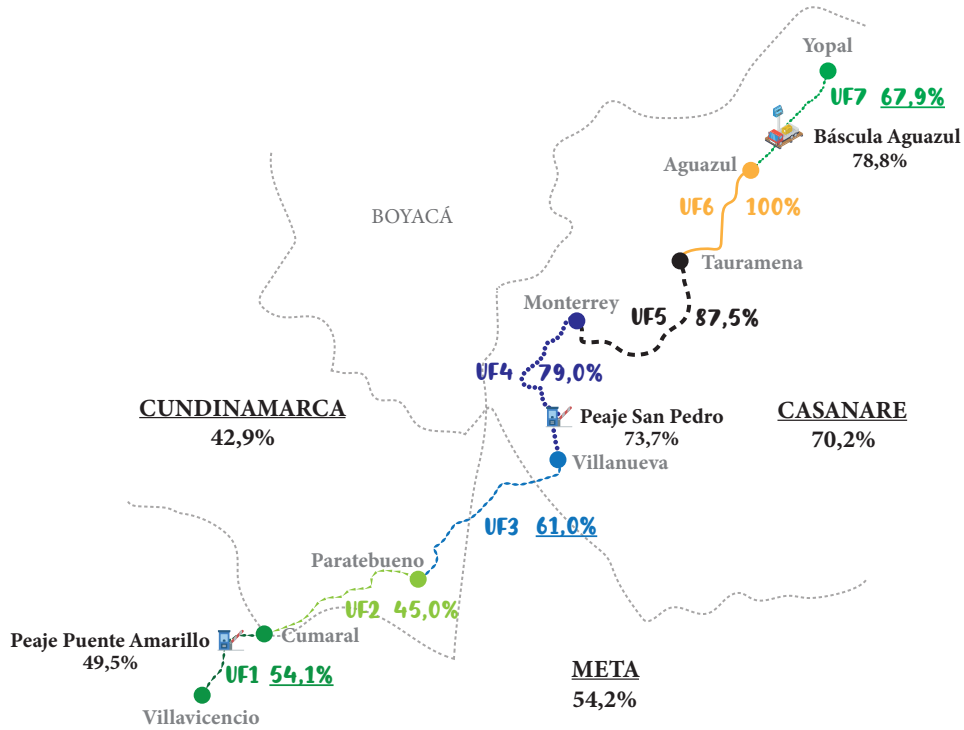 Yopal
UF7 67,9%
Báscula Aguazul
78,8%
Aguazul
BOYACÁ
UF6 100%
Tauramena
Monterrey
UF5 87,5%
UF4 79,0%
CUNDINAMARCA
42,9%
Peaje San Pedro
73,7%
CASANARE
70,2%
Villanueva
UF3 61,0%
Paratebueno
UF2 45,0%
Peaje Puente Amarillo
49,5%
Cumaral
UF1 54,1%
META
54,2%
Villavicencio